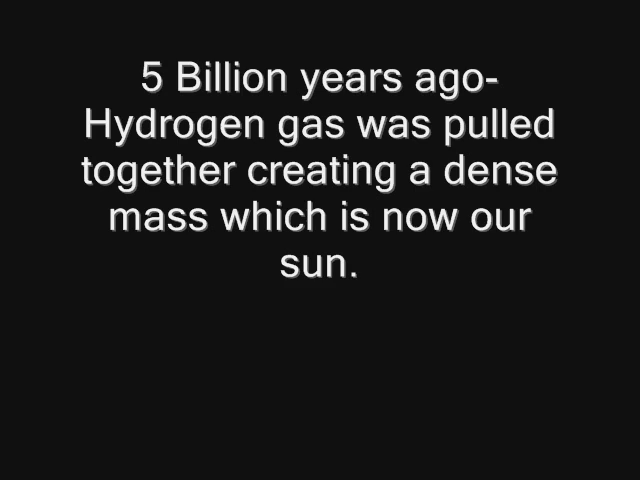 5 Billion years ago-
Hydrogen gas was pulled
together creating a dense
mass which is now our
sun.